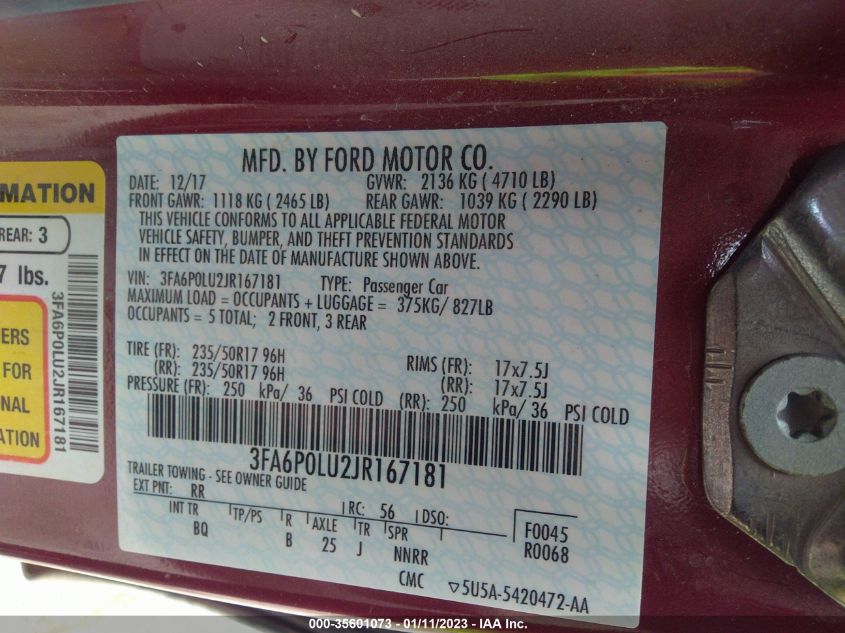 MATION
REAR: 3
7 lbs.
ERS
FOR
NAL
ATION
3FA6P0LU2JR167181
MFD. BY FORD MOTOR CO.
DATE: 12/17 GVWR: 2136 KG ( 4710 LB)
FRONT GAWR: 1118 KG ( 2465 LB) REAR GAWR: 1039 KG ( 2290 LB)
THIS VEHICLE CONFORMS TO ALL APPLICABLE FEDERAL MOTOR
VEHICLE SAFETY, BUMPER, AND THEFT PREVENTION STANDARDS
IN EFFECT ON THE DATE OF MANUFACTURE SHOWN ABOVE.
VIN: 3FA6P0LU2JR167181 TYPE: Passenger Car
MAXIMUM LOAD = OCCUPANTS + LUGGAGE = 375KG/ 827LB
OCCUPANTS = 5 TOTAL; 2 FRONT, 3 REAR
TIRE (FR): 235/50R17 96H RIMS (FR): 17x7.5J
(RR): 235/50R17 96H (RR): 17x7.5J
PRESSURE (FR): 250 kPa/ 36 PSI COLD (RR): 250 kPa/ 36 PSI COLD
3FA6P0LU2JR167181
TRAILER TOWING - SEE OWNER GUIDE
EXT PNT: RR RC: 56 DSO: F0045
INT TR TP/PS R AXLE TR SPR R0068
BQ B 25 J NNRR
CMC ▽5U5A-5420472-AA
000-35601073 - 01/11/2023 - IAA Inc.